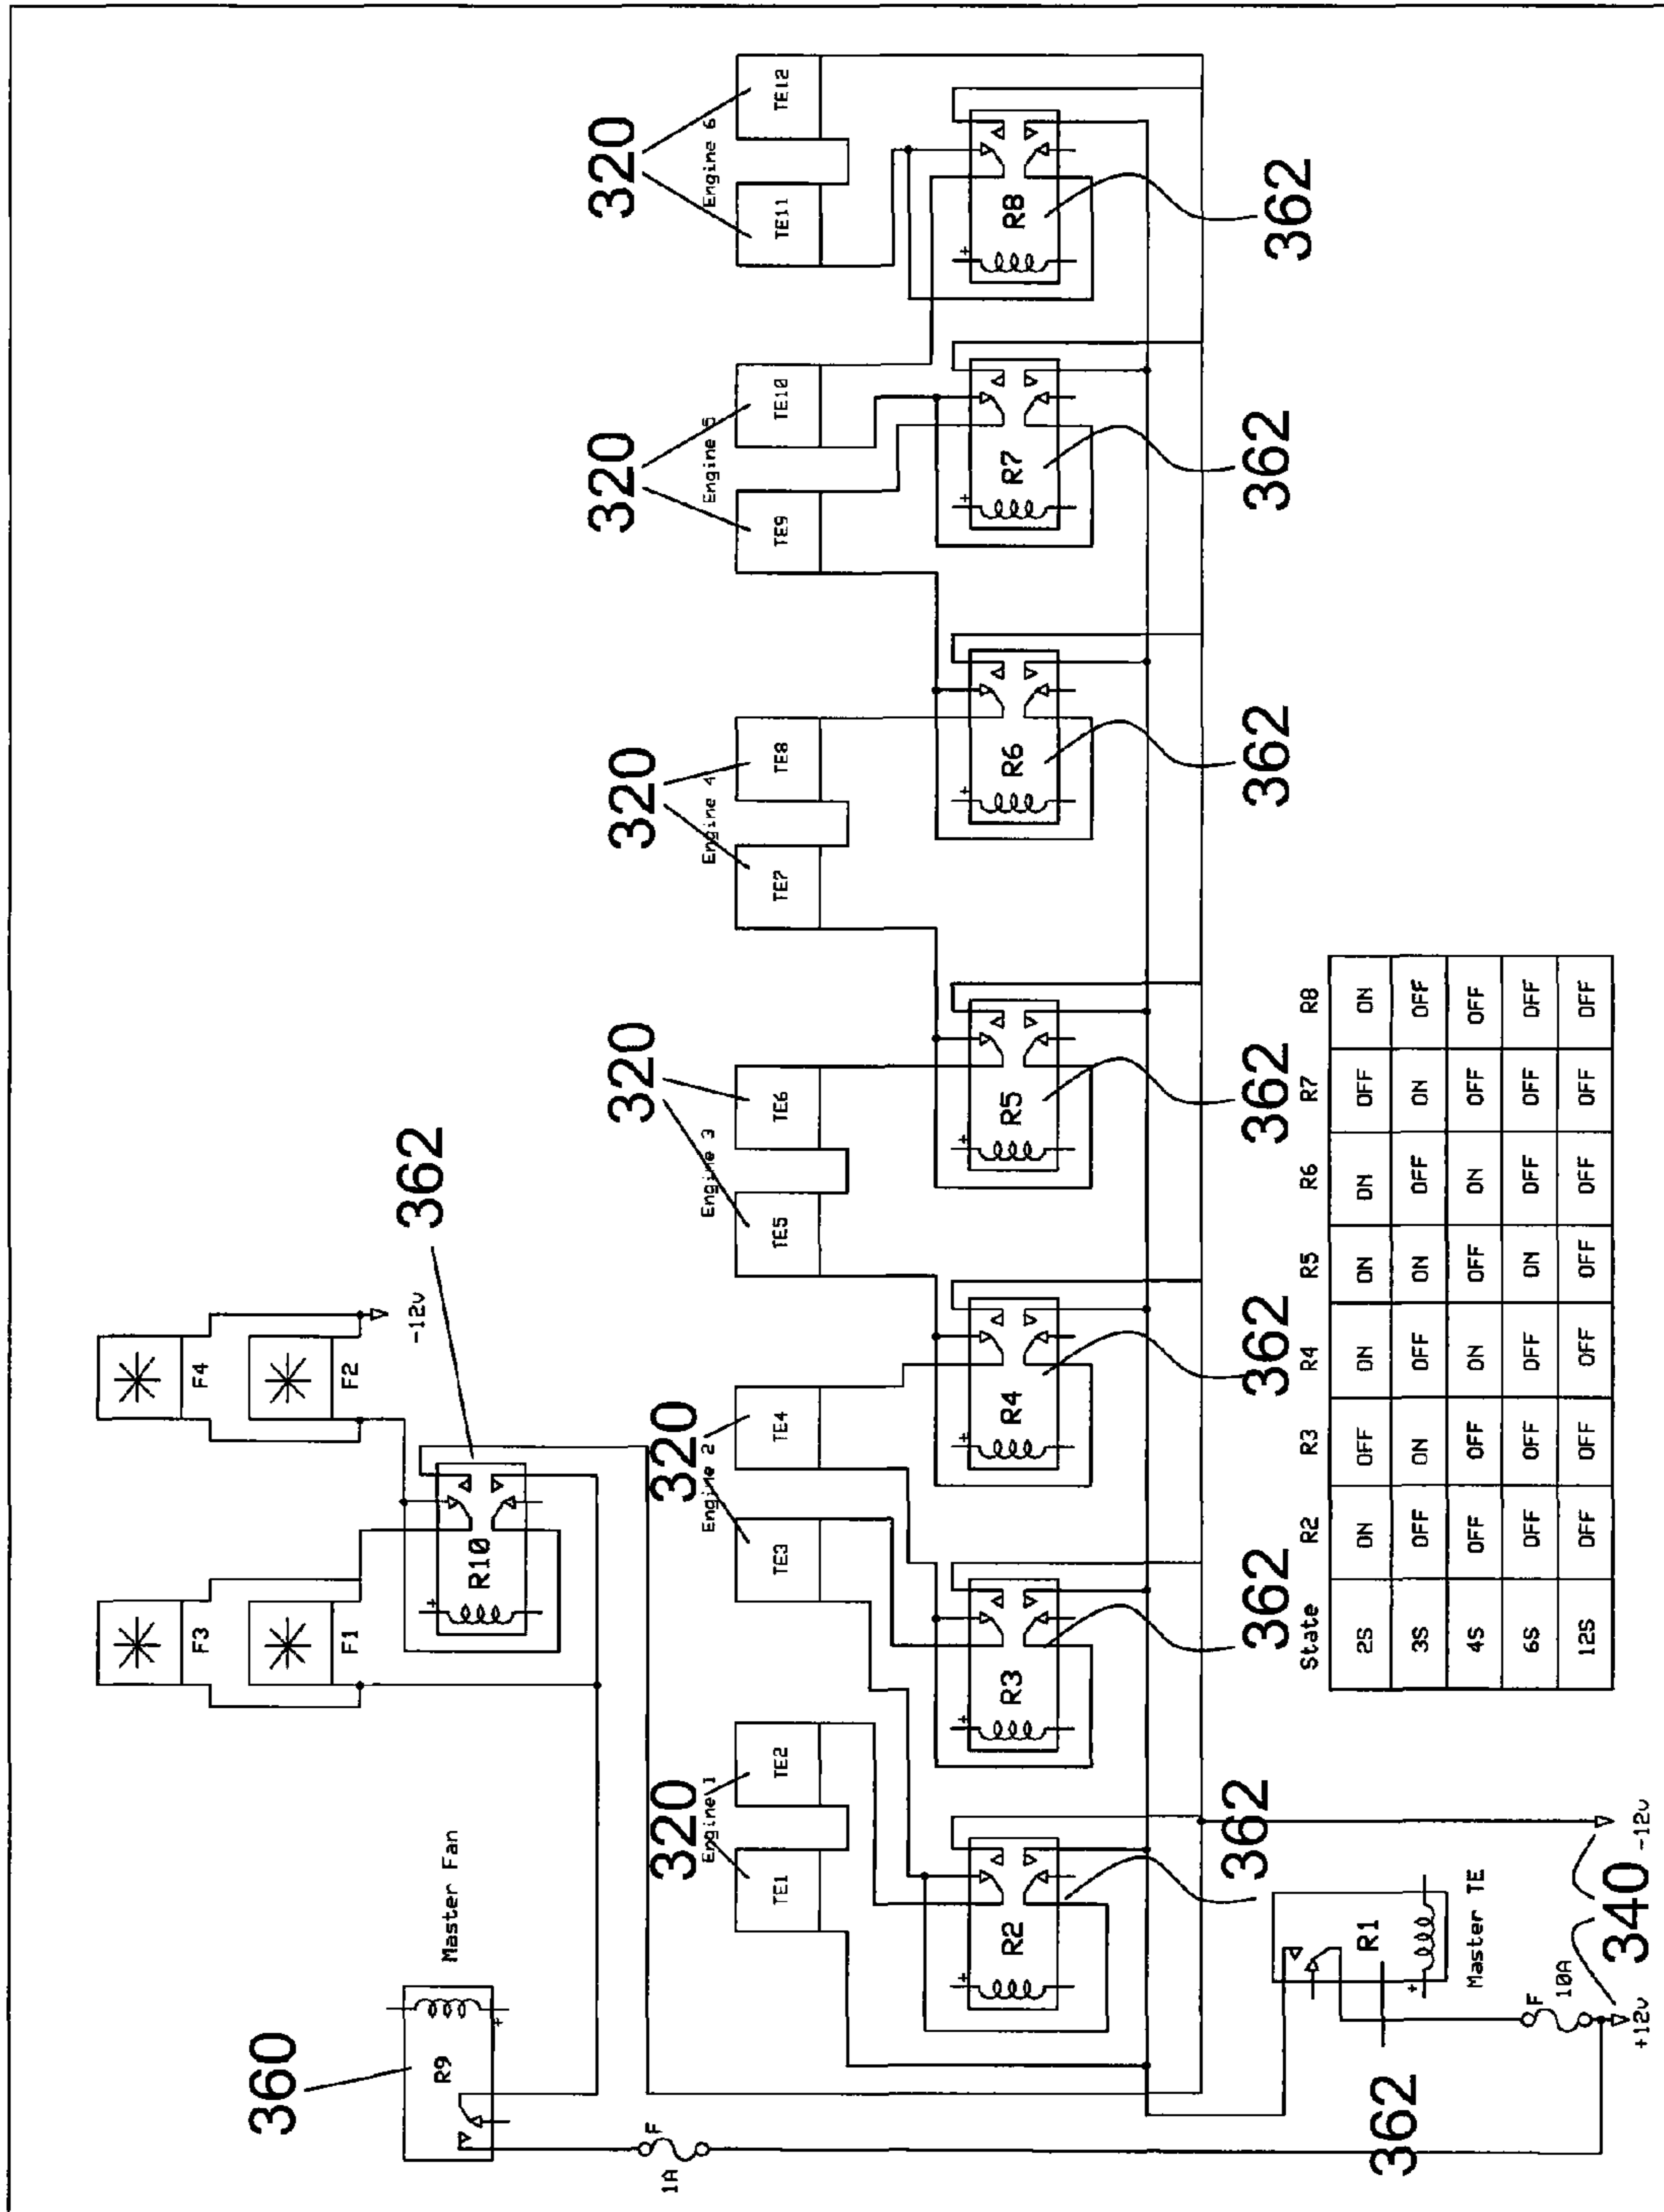 360
R9
Master Fan
F3
F1
F4
F2
-12v
R10
362
F
1A
320
320
320
320
320
320
Engine 1
Engine 2
Engine 3
Engine 4
Engine 5
Engine 6
TE1
TE2
TE3
TE4
TE5
TE6
TE7
TE8
TE9
TE10
TE11
TE12
R2
R3
R4
R5
R6
R7
R8
362
362
362
362
362
362
362
R1
Master TE
362
F
10A
+12v
340
-12v
State R2 R3 R4 R5 R6 R7 R8
2S ON OFF ON ON ON OFF ON
3S OFF ON OFF ON OFF ON OFF
4S OFF OFF ON OFF ON OFF OFF
6S OFF OFF OFF ON OFF OFF OFF
12S OFF OFF OFF OFF OFF OFF OFF